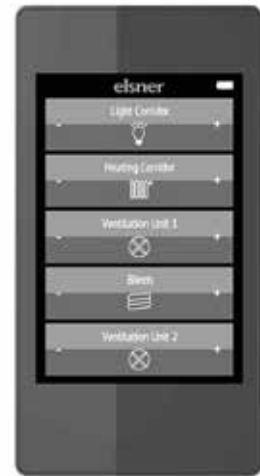 elsner
Light Corridor
- +
Heating Corridor
- +
Ventilation Unit 1
- +
Blinds
- +
Ventilation Unit 2
- +